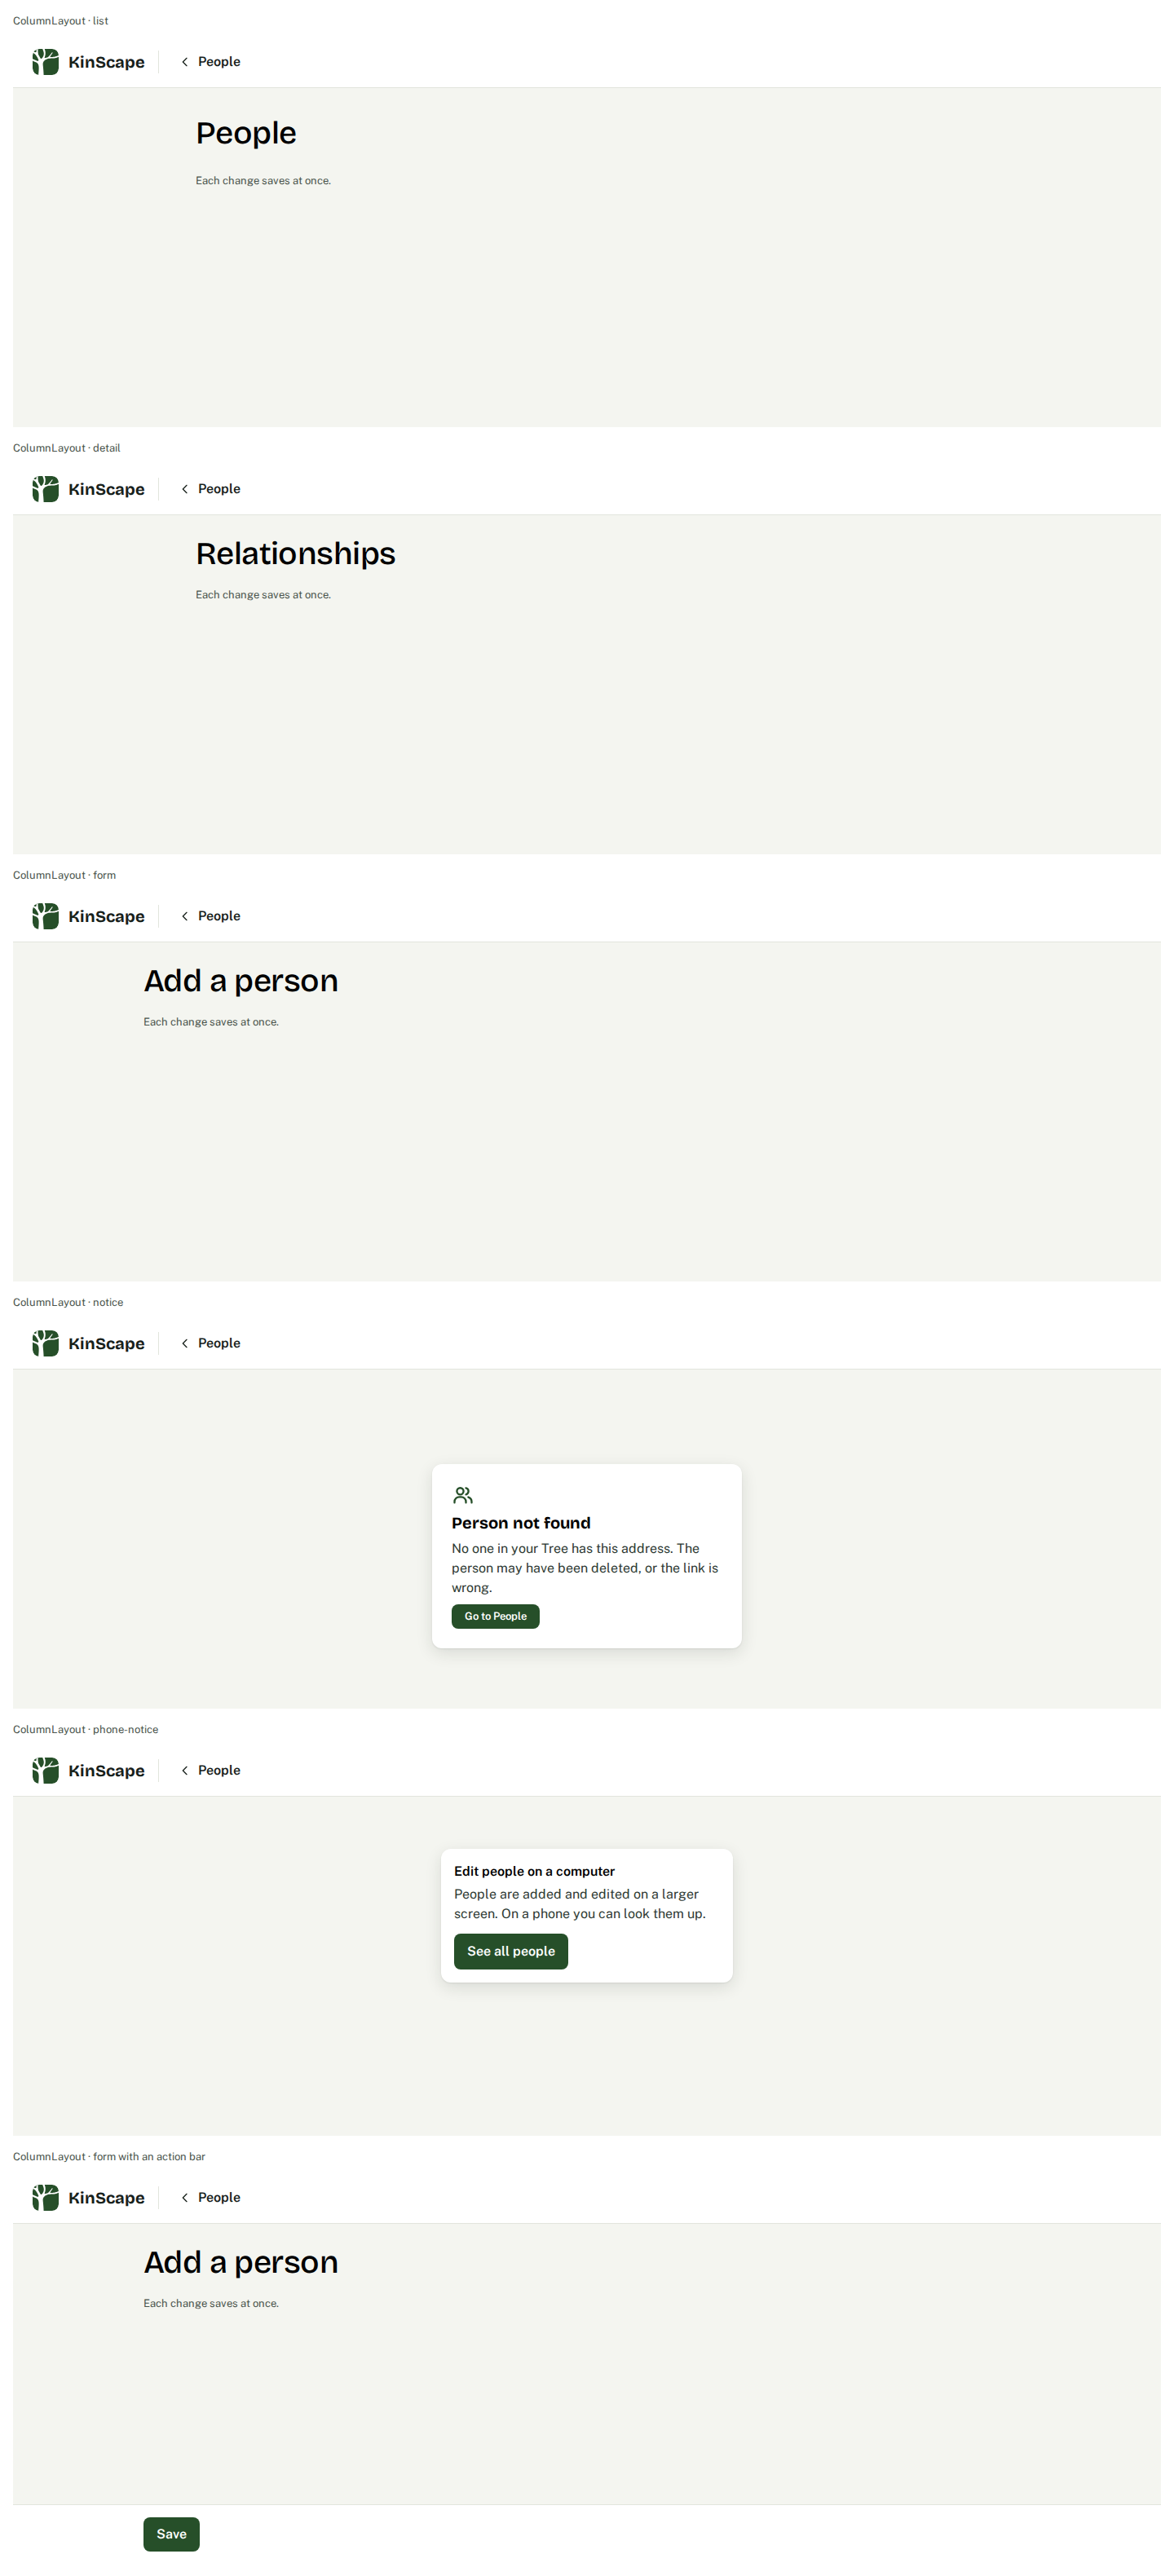 ColumnLayout · list
KinScape
People
People
Each change saves at once.
ColumnLayout · detail
KinScape
People
Relationships
Each change saves at once.
ColumnLayout · form
KinScape
People
Add a person
Each change saves at once.
ColumnLayout · notice
KinScape
People
Person not found
No one in your Tree has this address. The
person may have been deleted, or the link is
wrong.
Go to People
ColumnLayout · phone-notice
KinScape
People
Edit people on a computer
People are added and edited on a larger
screen. On a phone you can look them up.
See all people
ColumnLayout · form with an action bar
KinScape
People
Add a person
Each change saves at once.
Save